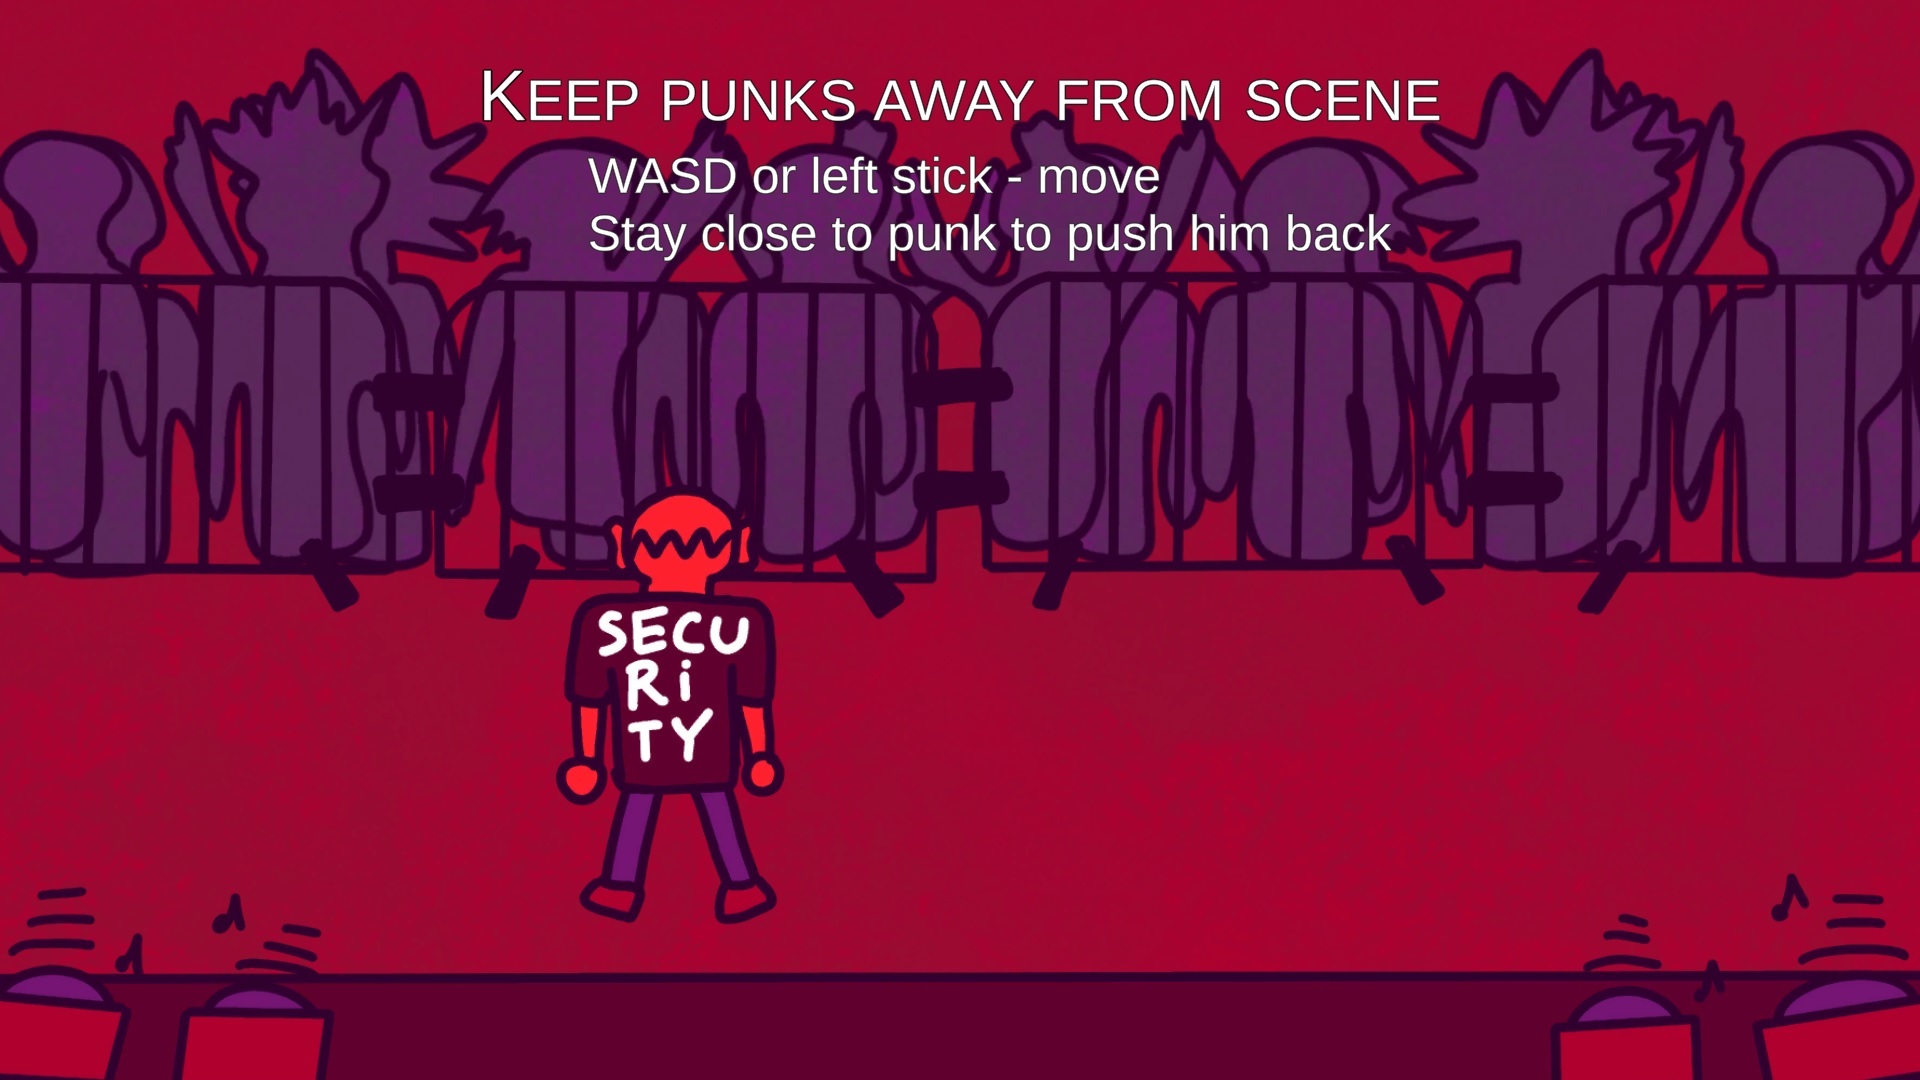 KEEP PUNKS AWAY FROM SCENE
WASD or left stick - move
Stay close to punk to push him back
SECU
Ri
TY